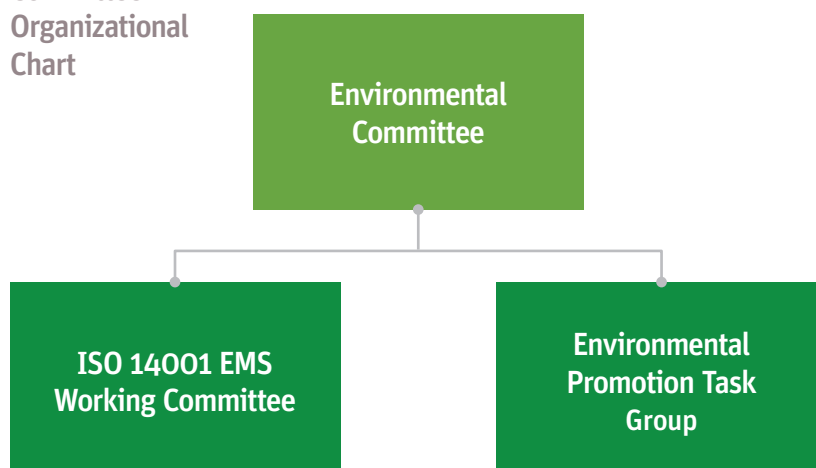 Organizational
Chart
Environmental
Committee
ISO 14001 EMS
Working Committee
Environmental
Promotion Task
Group